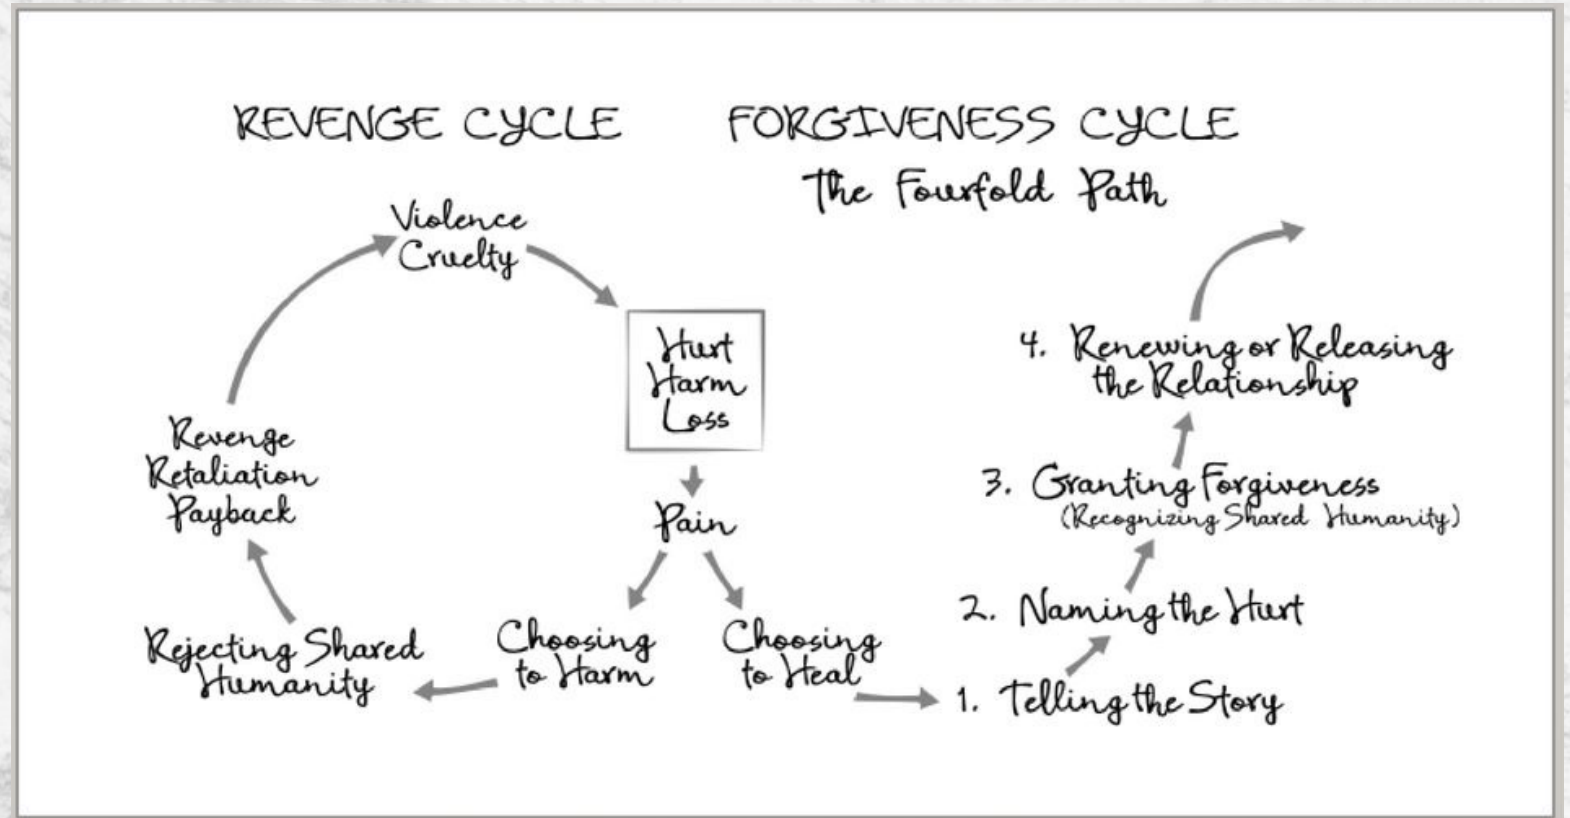 REVENGE CYCLE
FORGIVENESS CYCLE
The Fourfold Path
Violence
Cruelty
Hurt
Harm
Loss
Pain
Choosing
to Harm
Rejecting Shared
Humanity
Revenge
Retaliation
Payback
Choosing
to Heal
1. Telling the Story
2. Naming the Hurt
3. Granting Forgiveness
(Recognizing Shared Humanity)
4. Renewing or Releasing
the Relationship